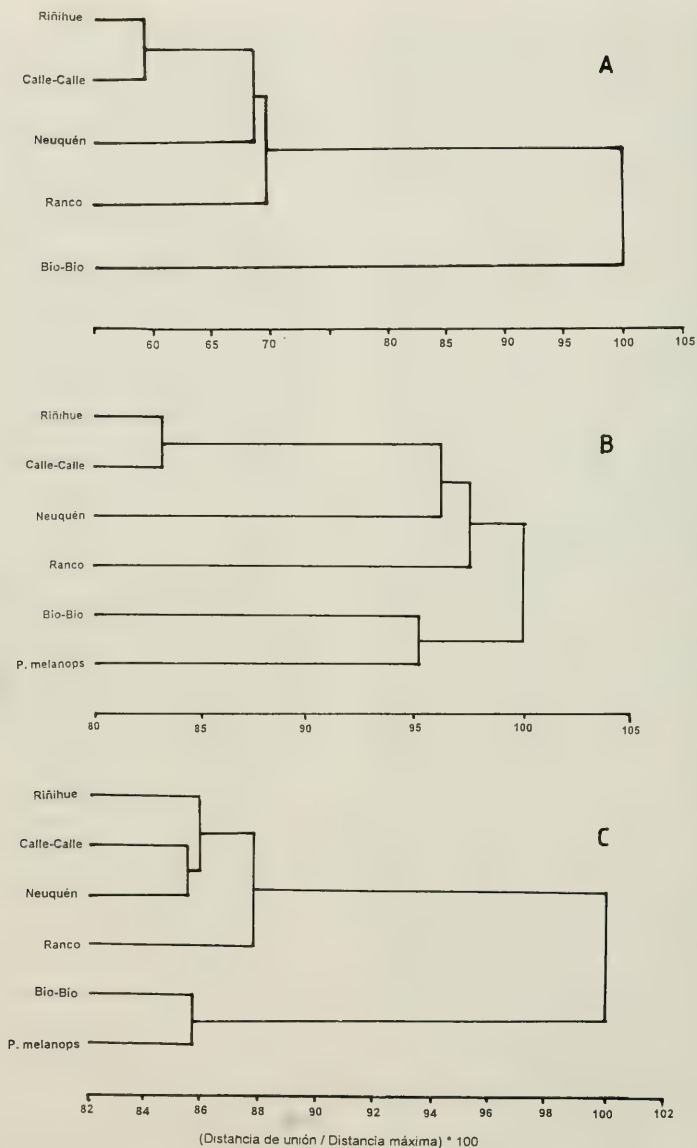 Riñihue
A
Calle-Calle
Neuquén
Ranco
Bio-Bio
60 65 70 80 85 90 95 100 105
Riñihue
B
Calle-Calle
Neuquén
Ranco
Bio-Bio
P. melanops
80 85 90 95 100 105
Riñihue
C
Calle-Calle
Neuquén
Ranco
Bio-Bio
P. melanops
82 84 86 88 90 92 94 96 98 100 102
(Distancia de unión / Distancia máxima) * 100